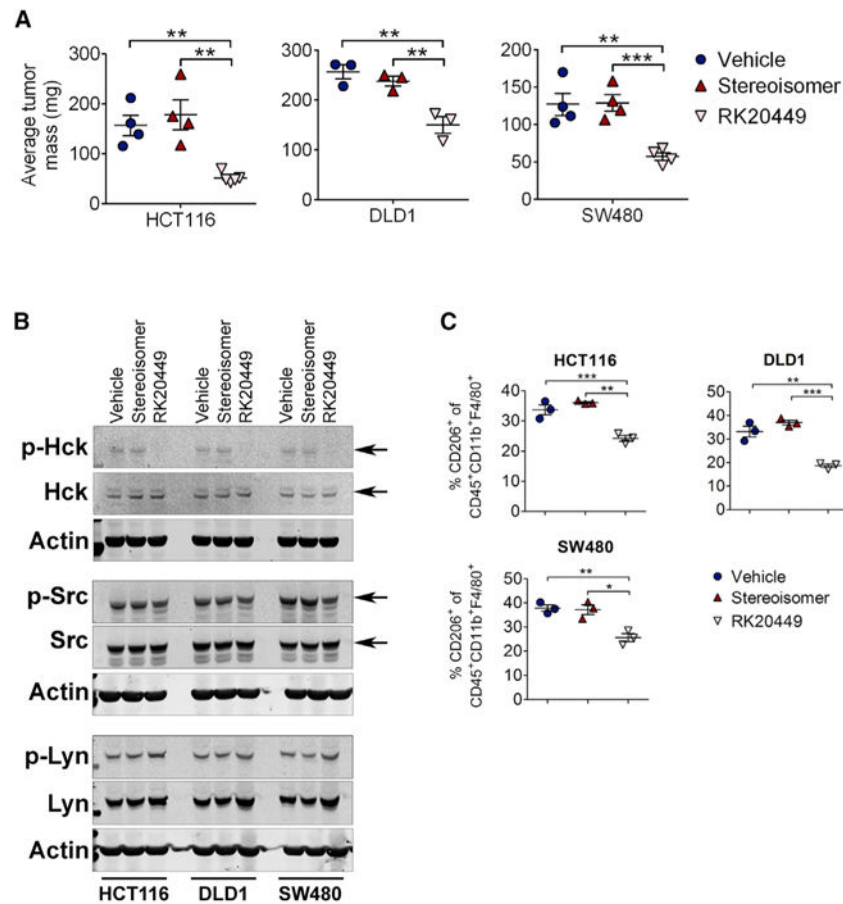 A
Average tumor
mass (mg)
300
200
100
0
** 
**
HCT116
300
200
100
0
**
**
DLD1
200
150
100
50
0
**
***
SW480
Vehicle
Stereoisomer
RK20449
B
Vehicle
Stereoisomer
RK20449
Vehicle
Stereoisomer
RK20449
Vehicle
Stereoisomer
RK20449
p-Hck
Hck
Actin
p-Src
Src
Actin
p-Lyn
Lyn
Actin
HCT116 DLD1 SW480
C
HCT116
% CD206⁺ of
CD45⁺CD11b⁺F4/80⁺
40
30
20
10
0
***
**
DLD1
50
40
30
20
10
0
**
***
SW480
% CD206⁺ of
CD45⁺CD11b⁺F4/80⁺
50
40
30
20
10
0
**
*
Vehicle
Stereoisomer
RK20449